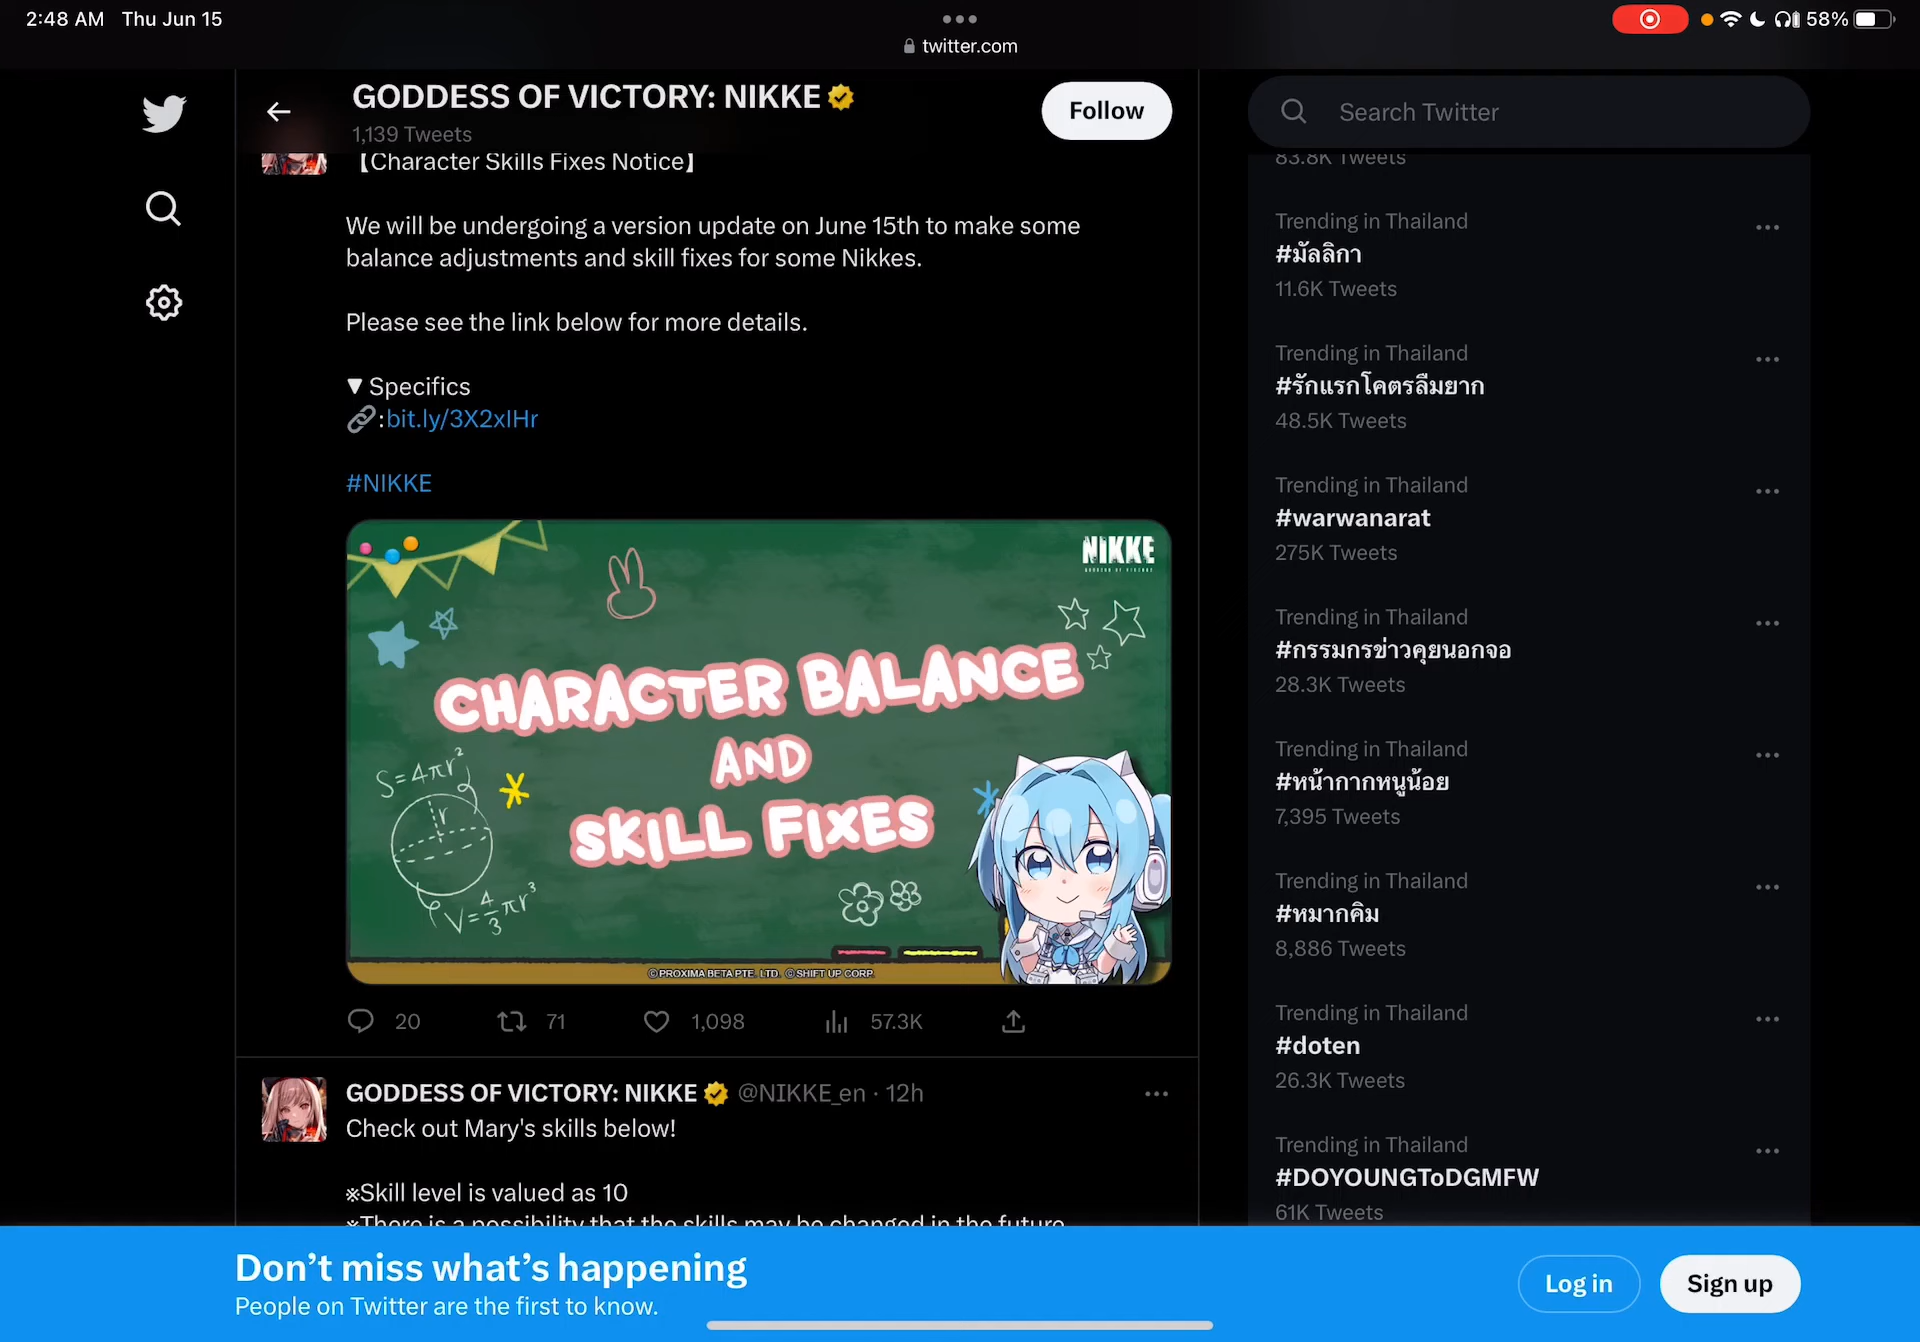 2:48 AM Thu Jun 15
twitter.com
58%
GODDESS OF VICTORY: NIKKE
1,139 Tweets
Follow
【Character Skills Fixes Notice】
We will be undergoing a version update on June 15th to make some
balance adjustments and skill fixes for some Nikkes.
Please see the link below for more details.
▼ Specifics
🔗:bit.ly/3X2xIHr
#NIKKE
NIKKE
CHARACTER BALANCE
AND
SKILL FIXES
S=4πr²
r
V=4/3πr³
©PROXIMA BETA PTE. LTD. ©SHIFT UP CORP.
20
71
1,098
57.3K
GODDESS OF VICTORY: NIKKE @NIKKE_en · 12h
Check out Mary's skills below!
※Skill level is valued as 10
※There is a possibility that the skills may be changed in the future
Search Twitter
83.8K Tweets
Trending in Thailand
#มัลลิกา
11.6K Tweets
Trending in Thailand
#รักแรกโคตรลืมยาก
48.5K Tweets
Trending in Thailand
#warwanarat
275K Tweets
Trending in Thailand
#กรรมกรข่าวคุยนอกจอ
28.3K Tweets
Trending in Thailand
#หน้ากากหนูน้อย
7,395 Tweets
Trending in Thailand
#หมากคิม
8,886 Tweets
Trending in Thailand
#doten
26.3K Tweets
Trending in Thailand
#DOYOUNGToDGMFW
61K Tweets
Don’t miss what’s happening
People on Twitter are the first to know.
Log in
Sign up